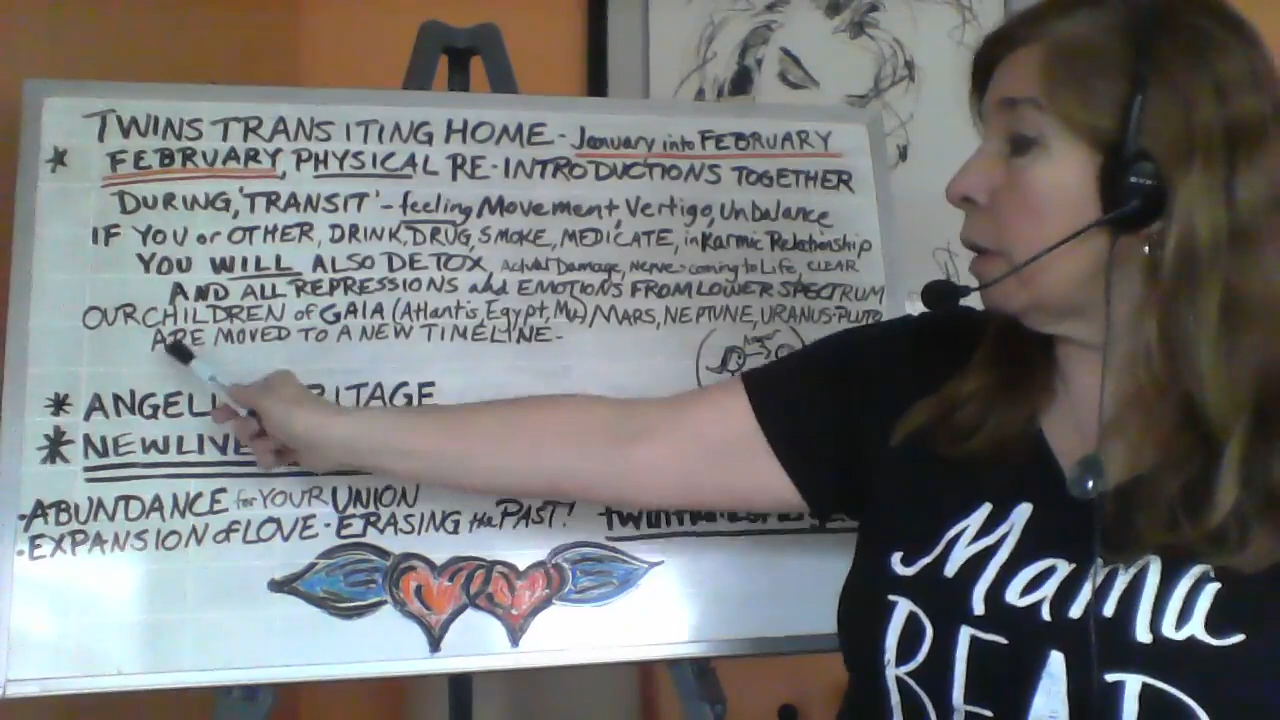 TWINS TRANSITING HOME - January into FEBRUARY
* FEBRUARY, PHYSICAL RE-INTRODUCTIONS TOGETHER
DURING, 'TRANSIT' - feeling Movement, Vertigo, Unbalance
IF YOU or OTHER, DRINK, DRUG, SMOKE, MEDICATE, in Karmic Relationship
YOU WILL ALSO DETOX, Actual Damage, Nerve - coming to Life, CLEAR
AND ALL REPRESSIONS and EMOTIONS FROM LOWER SPECTRUM
OUR CHILDREN of GAIA (Atlantis, Egypt, Mu) MARS, NEPTUNE, URANUS-PLUTO
ARE MOVED TO A NEW TIMELINE -
* ANGEL
* NEW
• ABUNDANCE for YOUR UNION
• EXPANSION of LOVE • ERASING the PAST!
Mama
BEAR